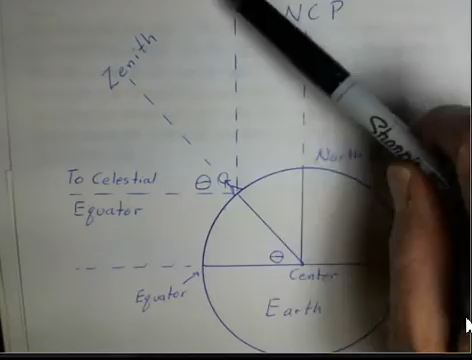 NCP
Zenith
North
To Celestial
Equator
θ
θ
Center
Equator
Earth
Sharpie